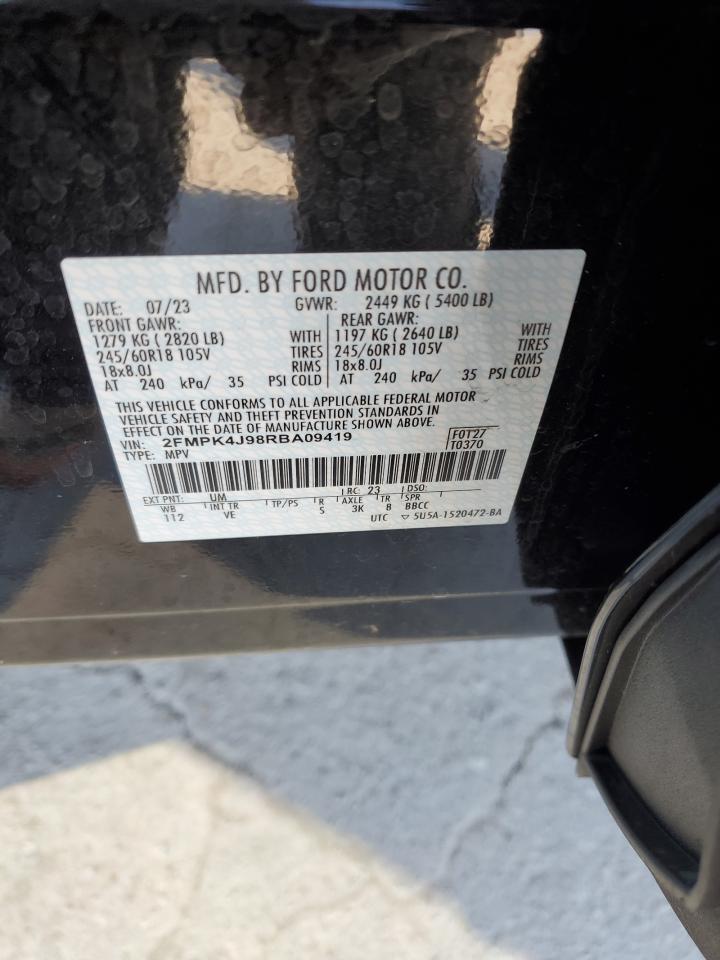 MFD. BY FORD MOTOR CO.
DATE: 07/23 GVWR: 2449 KG ( 5400 LB)
FRONT GAWR: REAR GAWR:
1279 KG ( 2820 LB) WITH 1197 KG ( 2640 LB) WITH
245/60R18 105V TIRES 245/60R18 105V TIRES
18x8.0J RIMS 18x8.0J RIMS
AT 240 kPa/ 35 PSI COLD AT 240 kPa/ 35 PSI COLD
THIS VEHICLE CONFORMS TO ALL APPLICABLE FEDERAL MOTOR
VEHICLE SAFETY AND THEFT PREVENTION STANDARDS IN
EFFECT ON THE DATE OF MANUFACTURE SHOWN ABOVE.
VIN: 2FMPK4J98RBA09419 F0T27
TYPE: MPV T0370
EXT PNT: UM RC: 23 DSO:
WB INT TR TP/PS R AXLE TR SPR
112 VE S 3K 8 BBCC
UTC ▽ 5U5A-1520472-BA